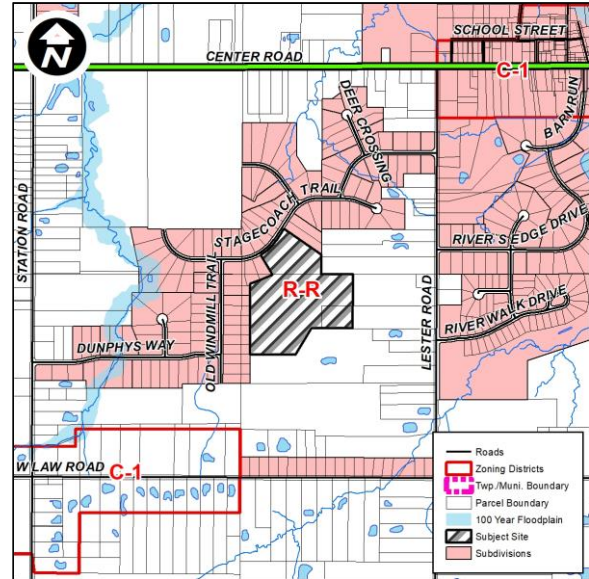 N
SCHOOL STREET
CENTER ROAD
C-1
DEER CROSSING
BARN RUN
STAGECOACH TRAIL
STATION ROAD
RIVER'S EDGE DRIVE
R-R
OLD WINDMILL TRAIL
LESTER ROAD
RIVER WALK DRIVE
DUNPHYS WAY
W LAW ROAD
C-1
Roads
Zoning Districts
Twp./Muni. Boundary
Parcel Boundary
100 Year Floodplain
Subject Site
Subdivisions